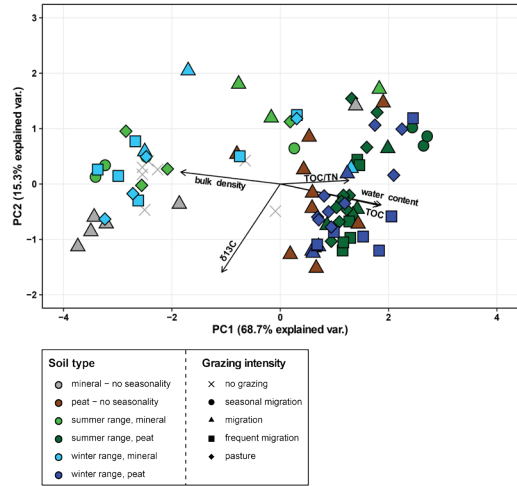 3
2
1
0
−1
−2
PC2 (15.3% explained var.)
bulk density
TOC/TN
water content
TOC
δ13C
−4
−2
0
2
4
PC1 (68.7% explained var.)
Soil type
mineral − no seasonality
peat − no seasonality
summer range, mineral
summer range, peat
winter range, mineral
winter range, peat
Grazing intensity
no grazing
seasonal migration
migration
frequent migration
pasture